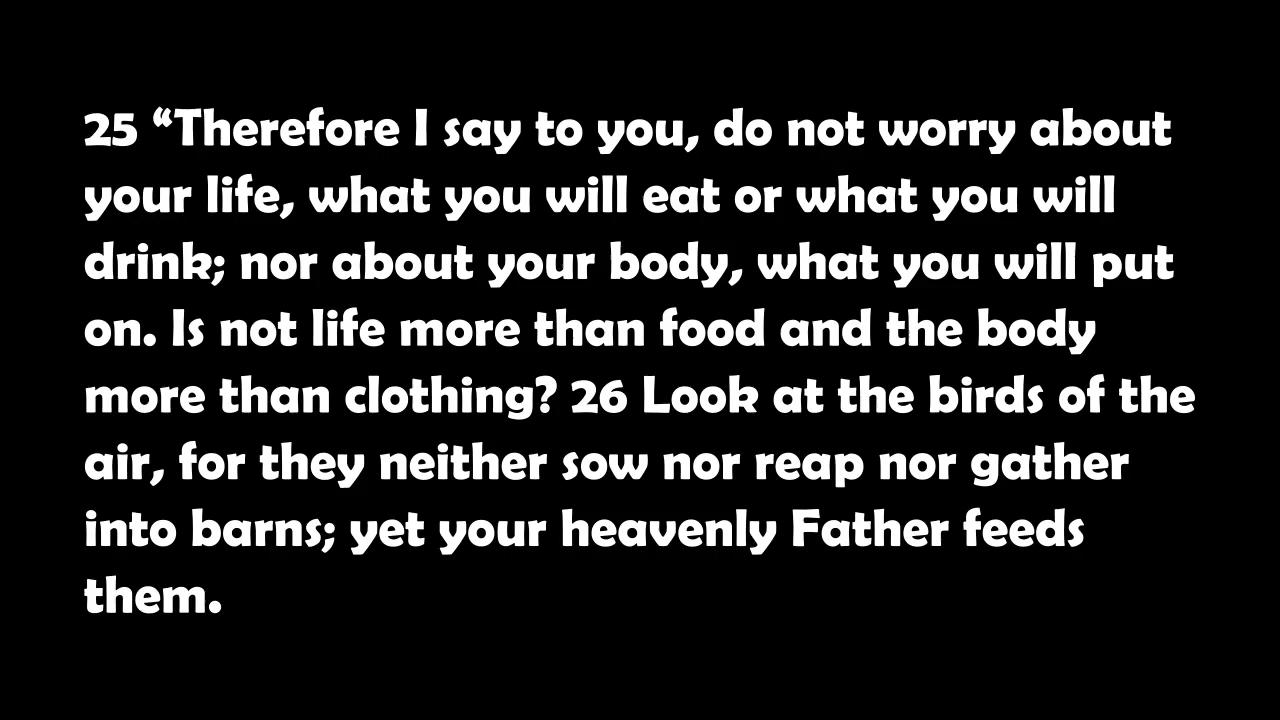 25 “Therefore I say to you, do not worry about
your life, what you will eat or what you will
drink; nor about your body, what you will put
on. Is not life more than food and the body
more than clothing? 26 Look at the birds of the
air, for they neither sow nor reap nor gather
into barns; yet your heavenly Father feeds
them.